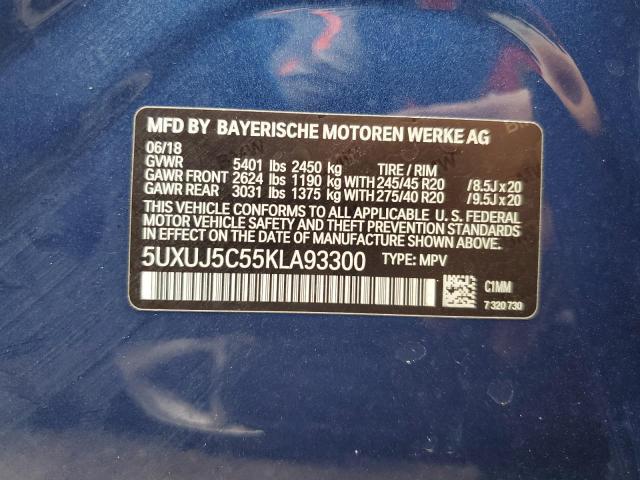 MFD BY BAYERISCHE MOTOREN WERKE AG
06/18
GVWR 5401 lbs 2450 kg TIRE / RIM
GAWR FRONT 2624 lbs 1190 kg WITH 245/45 R20 /8.5J x 20
GAWR REAR 3031 lbs 1375 kg WITH 275/40 R20 /9.5J x 20
THIS VEHICLE CONFORMS TO ALL APPLICABLE U. S. FEDERAL
MOTOR VEHICLE SAFETY AND THEFT PREVENTION STANDARDS
IN EFFECT ON THE DATE OF MANUFACTURE SHOWN ABOVE.
5UXUJ5C55KLA93300 TYPE: MPV
C1MM
7 320 730